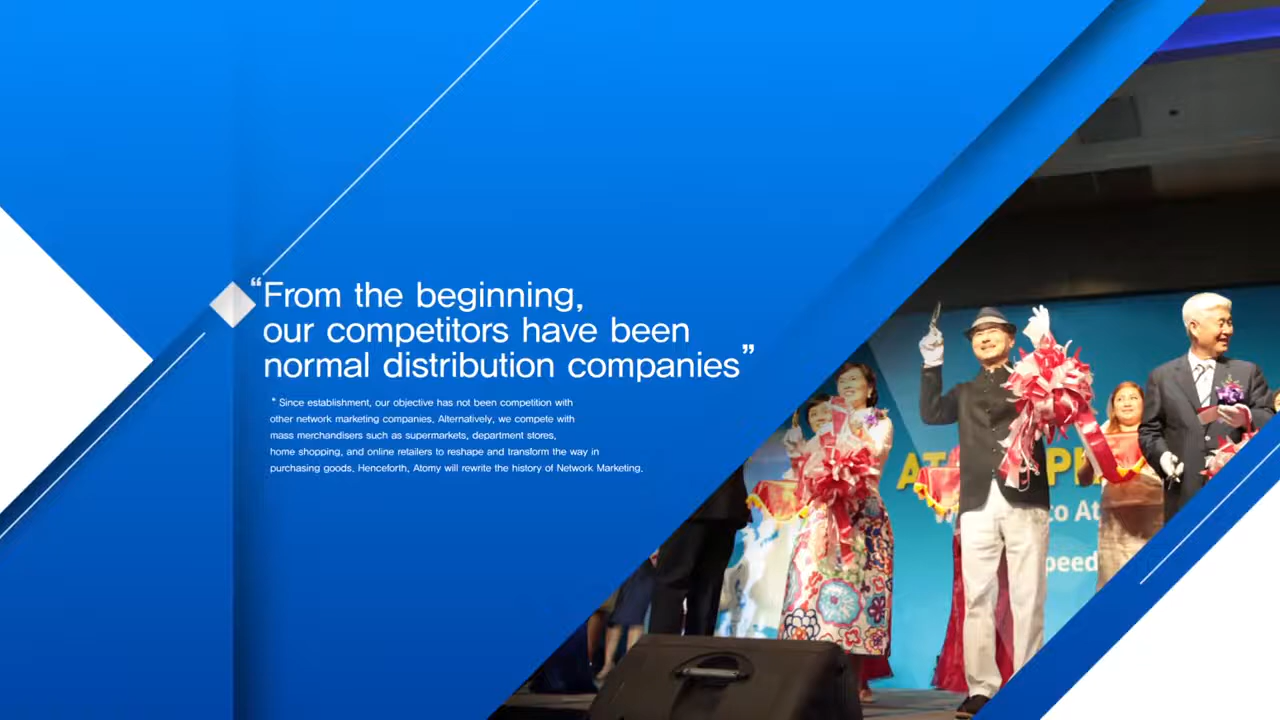 “From the beginning,
our competitors have been
normal distribution companies”
* Since establishment, our objective has not been competition with
other network marketing companies. Alternatively, we compete with
mass merchandisers such as supermarkets, department stores,
home shopping, and online retailers to reshape and transform the way in
purchasing goods. Henceforth, Atomy will rewrite the history of Network Marketing.
to At
peed